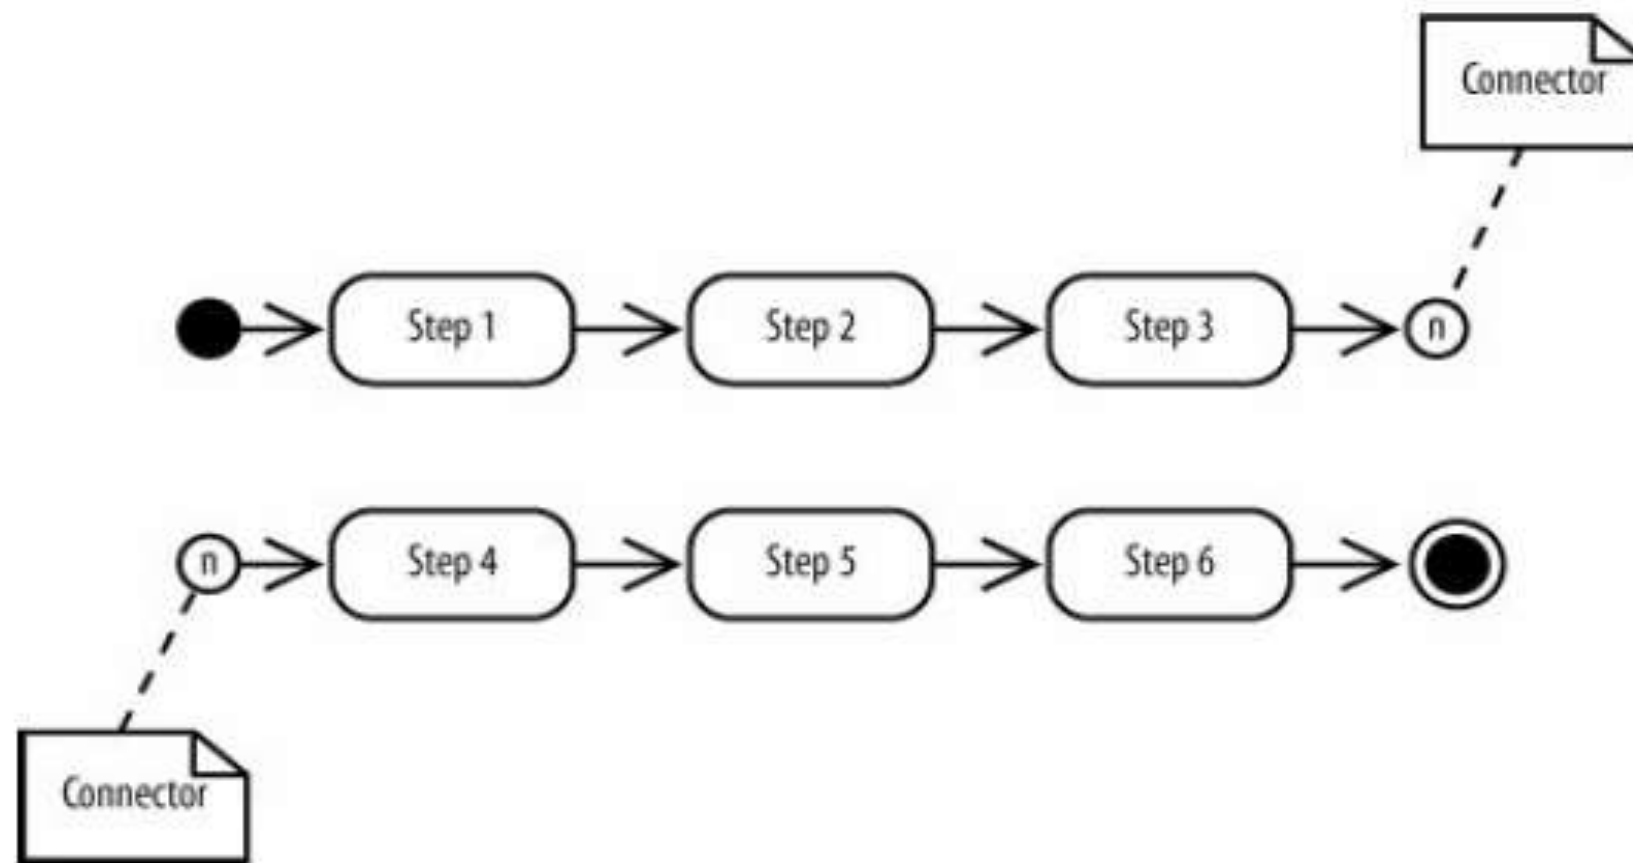 Connector
Step 1
Step 2
Step 3
n
n
Step 4
Step 5
Step 6
Connector